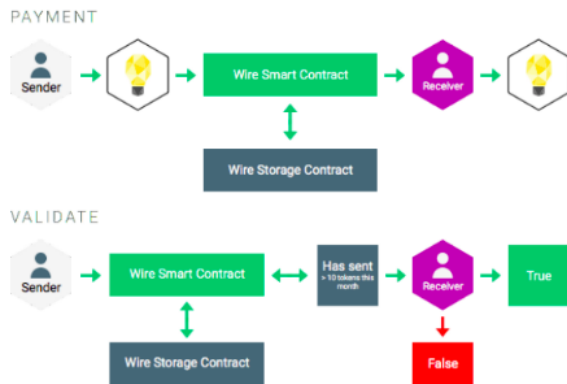 PAYMENT
Sender
Wire Smart Contract
Receiver
Wire Storage Contract
VALIDATE
Sender
Wire Smart Contract
Has sent
> 10 tokens this
month
Receiver
True
Wire Storage Contract
False